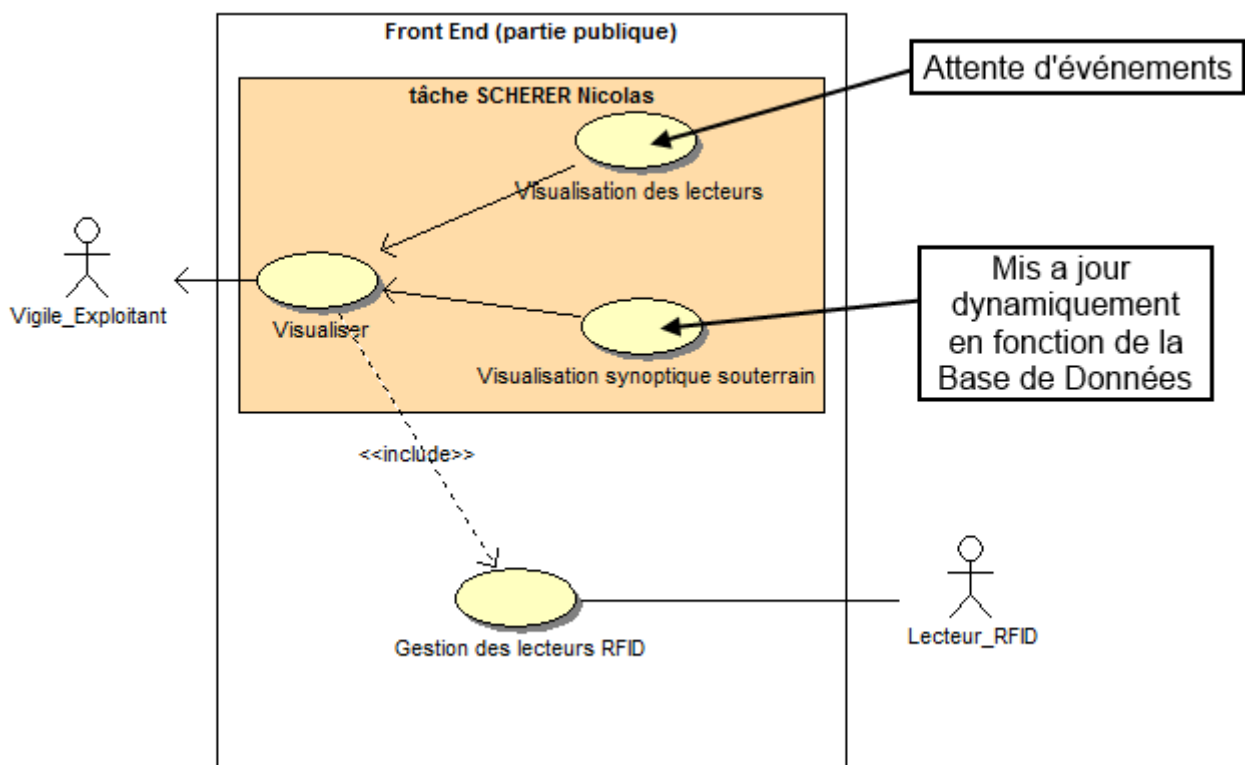 Front End (partie publique)
Attente d'événements
tâche SCHERER Nicolas
Visualisation des lecteurs
Vigile_Exploitant
Visualiser
Visualisation synoptique souterrain
Mis a jour
dynamiquement
en fonction de la
Base de Données
<<include>>
Gestion des lecteurs RFID
Lecteur_RFID